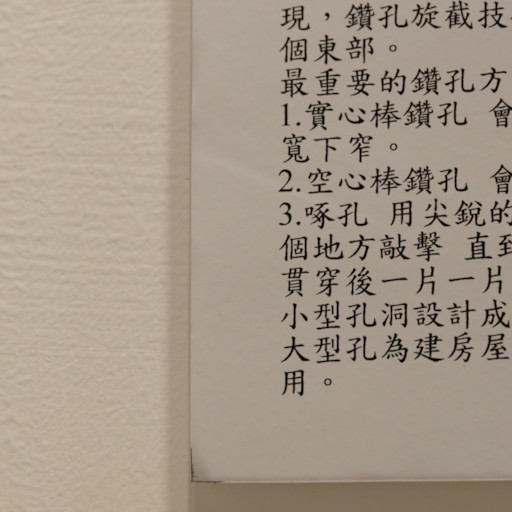 現，鑽孔旋截技
個東部。
最重要的鑽孔方
1.實心棒鑽孔 會
寬下窄。
2.空心棒鑽孔 會
3.啄孔 用尖銳的
個地方敲擊 直到
貫穿後一片一片
小型孔洞設計成
大型孔為建房屋
用。